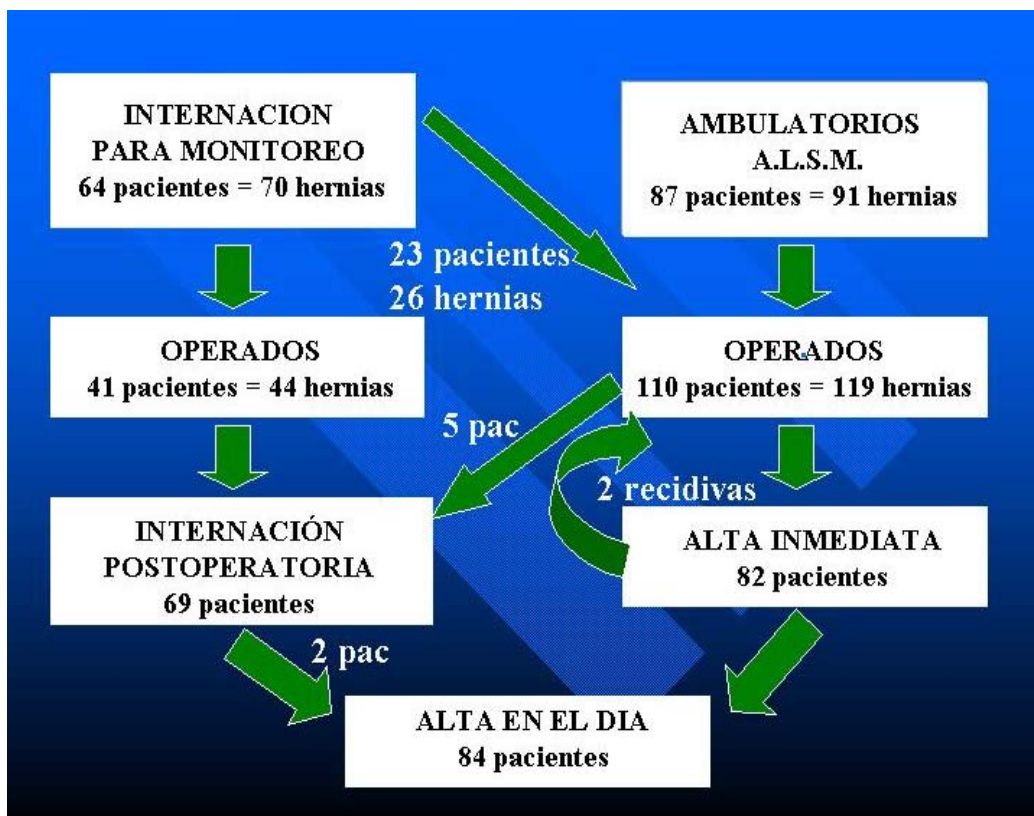 INTERNACION
PARA MONITOREO
64 pacientes = 70 hernias
AMBULATORIOS
A.L.S.M.
87 pacientes = 91 hernias
23 pacientes
26 hernias
OPERADOS
41 pacientes = 44 hernias
OPERADOS
110 pacientes = 119 hernias
5 pac
2 recidivas
INTERNACIÓN
POSTOPERATORIA
69 pacientes
ALTA INMEDIATA
82 pacientes
2 pac
ALTA EN EL DIA
84 pacientes